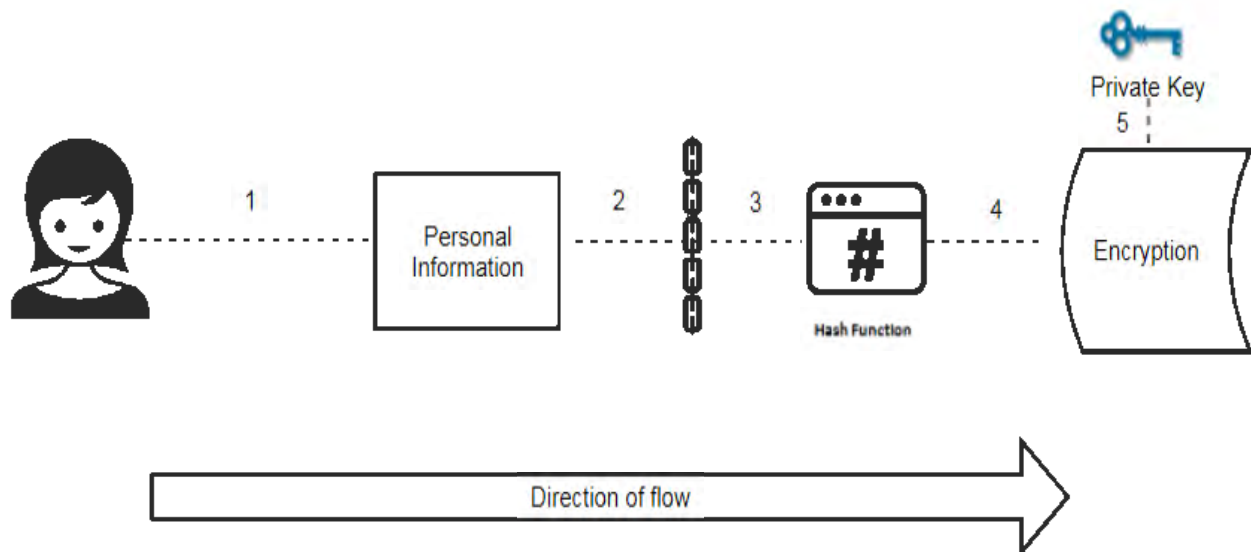 Private Key
5
1
2
3
4
Personal
Information
#
Encryption
Hash Function
Direction of flow